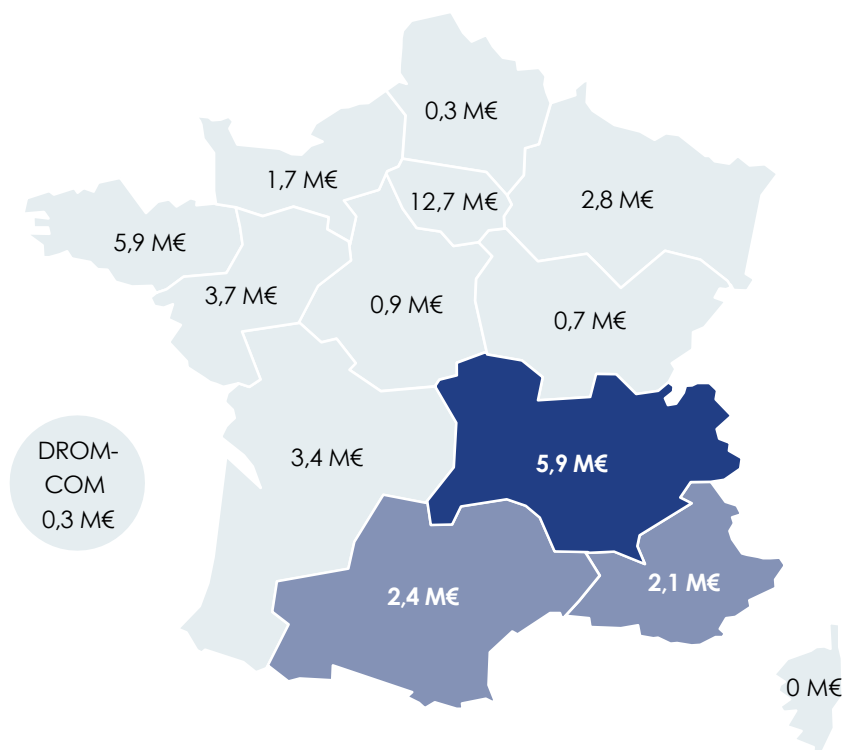 0,3 M€
1,7 M€
12,7 M€
2,8 M€
5,9 M€
3,7 M€
0,9 M€
0,7 M€
DROM-
COM
0,3 M€
3,4 M€
5,9 M€
2,4 M€
2,1 M€
0 M€